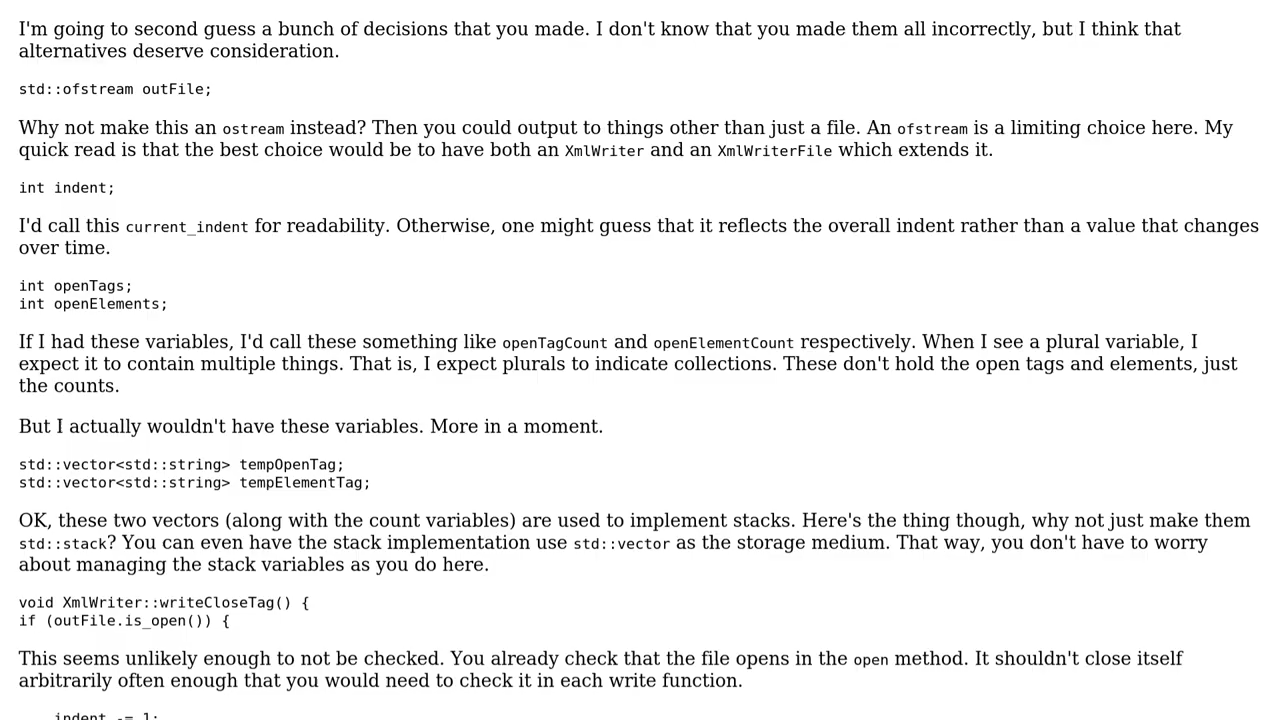 I'm going to second guess a bunch of decisions that you made. I don't know that you made them all incorrectly, but I think that
alternatives deserve consideration.
std::ofstream outFile;
Why not make this an ostream instead? Then you could output to things other than just a file. An ofstream is a limiting choice here. My
quick read is that the best choice would be to have both an XmlWriter and an XmlWriterFile which extends it.
int indent;
I'd call this current_indent for readability. Otherwise, one might guess that it reflects the overall indent rather than a value that changes
over time.
int openTags;
int openElements;
If I had these variables, I'd call these something like openTagCount and openElementCount respectively. When I see a plural variable, I
expect it to contain multiple things. That is, I expect plurals to indicate collections. These don't hold the open tags and elements, just
the counts.
But I actually wouldn't have these variables. More in a moment.
std::vector<std::string> tempOpenTag;
std::vector<std::string> tempElementTag;
OK, these two vectors (along with the count variables) are used to implement stacks. Here's the thing though, why not just make them
std::stack? You can even have the stack implementation use std::vector as the storage medium. That way, you don't have to worry
about managing the stack variables as you do here.
void XmlWriter::writeCloseTag() {
if (outFile.is_open()) {
This seems unlikely enough to not be checked. You already check that the file opens in the open method. It shouldn't close itself
arbitrarily often enough that you would need to check it in each write function.
indent -= 1;